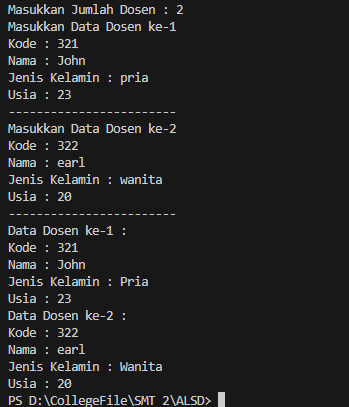 Masukkan Jumlah Dosen : 2
Masukkan Data Dosen ke-1
Kode : 321
Nama : John
Jenis Kelamin : pria
Usia : 23
------------------------
Masukkan Data Dosen ke-2
Kode : 322
Nama : earl
Jenis Kelamin : wanita
Usia : 20
------------------------
Data Dosen ke-1 :
Kode : 321
Nama : John
Jenis Kelamin : Pria
Usia : 23
Data Dosen ke-2 :
Kode : 322
Nama : earl
Jenis Kelamin : Wanita
Usia : 20
PS D:\CollegeFile\SMT 2\ALSD>